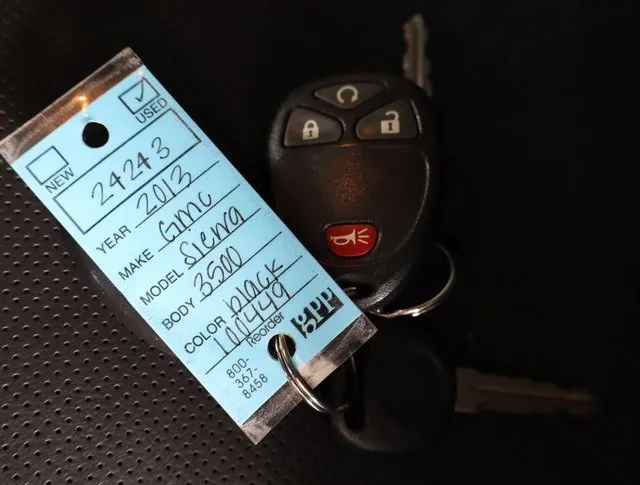 USED
NEW
24243
YEAR 2013
MAKE Gmc
MODEL Sierra
BODY 3500
COLOR black
100449
Reorder
800-
367-
8458